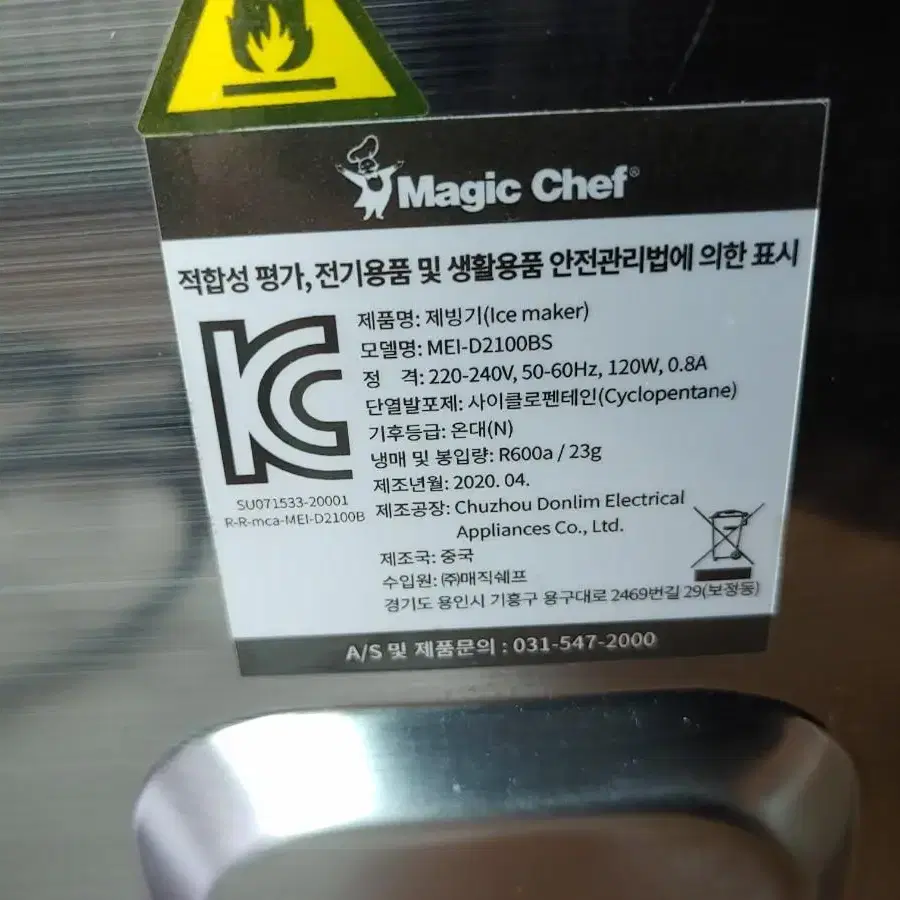 Magic Chef®
적합성 평가, 전기용품 및 생활용품 안전관리법에 의한 표시
제품명: 제빙기(Ice maker)
모델명: MEI-D2100BS
정 격: 220-240V, 50-60Hz, 120W, 0.8A
단열발포제: 사이클로펜테인(Cyclopentane)
기후등급: 온대(N)
냉매 및 봉입량: R600a / 23g
제조년월: 2020. 04.
제조공장: Chuzhou Donlim Electrical
Appliances Co., Ltd.
제조국: 중국
수입원: ㈜매직쉐프
경기도 용인시 기흥구 용구대로 2469번길 29(보정동)
SU071533-20001
R-R-mca-MEI-D2100B
A/S 및 제품문의 : 031-547-2000